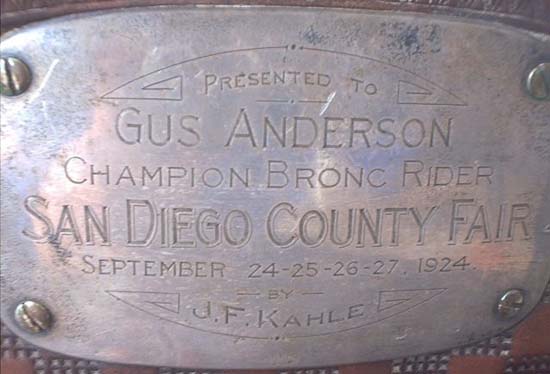 PRESENTED TO
GUS ANDERSON
CHAMPION BRONC RIDER
SAN DIEGO COUNTY FAIR
SEPTEMBER 24-25-26-27, 1924.
— BY —
J.F. KAHLE